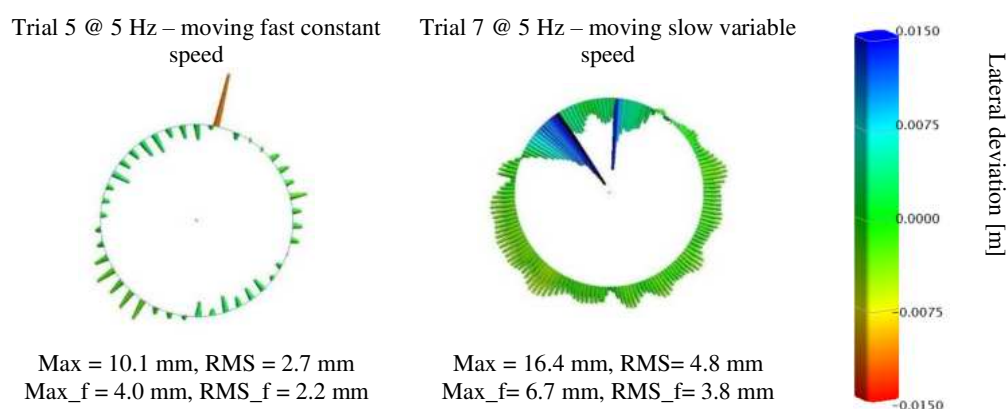 Trial 5 @ 5 Hz – moving fast constant
speed
Trial 7 @ 5 Hz – moving slow variable
speed
Max = 10.1 mm, RMS = 2.7 mm
Max_f = 4.0 mm, RMS_f = 2.2 mm
Max = 16.4 mm, RMS= 4.8 mm
Max_f= 6.7 mm, RMS_f= 3.8 mm
0.0150
0.0075
0.0000
-0.0075
-0.0150
Lateral deviation [m]